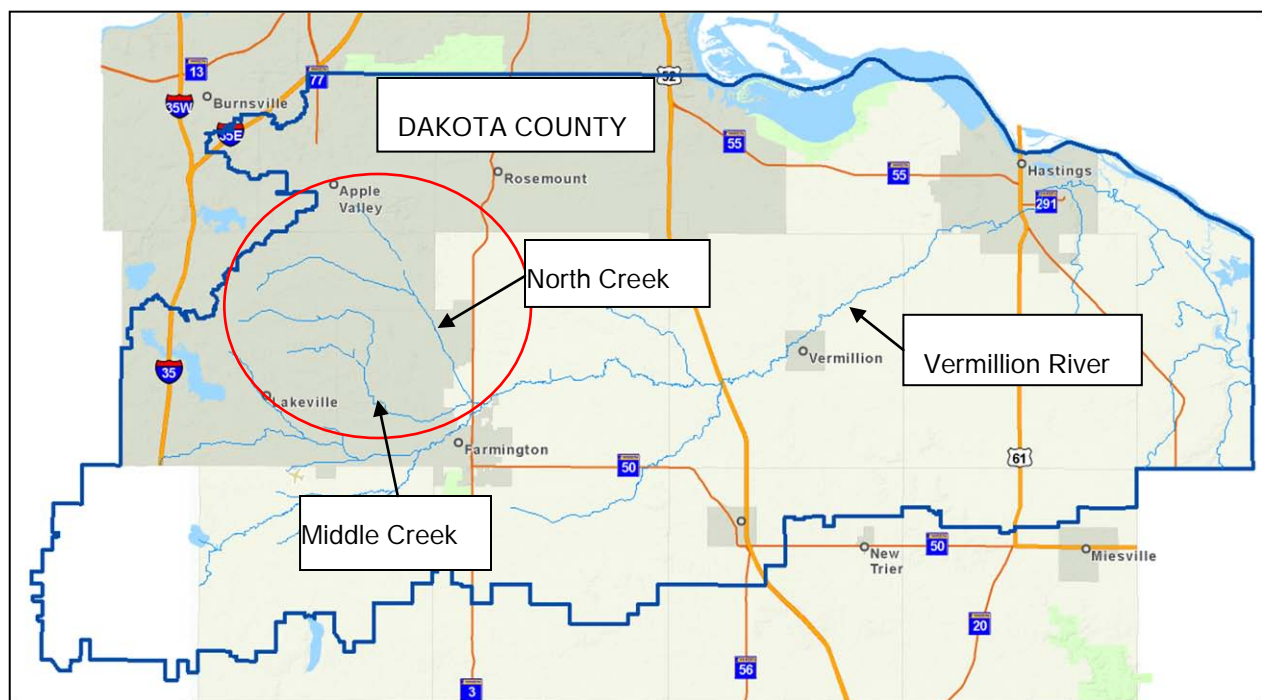 13
77
52
35W
Burnsville
35E
DAKOTA COUNTY
55
55
Hastings
Rosemount
Apple
Valley
291
North Creek
Vermillion
Vermillion River
35
Lakeville
Farmington
50
61
Middle Creek
New
Trier
50
Miesville
20
56
3